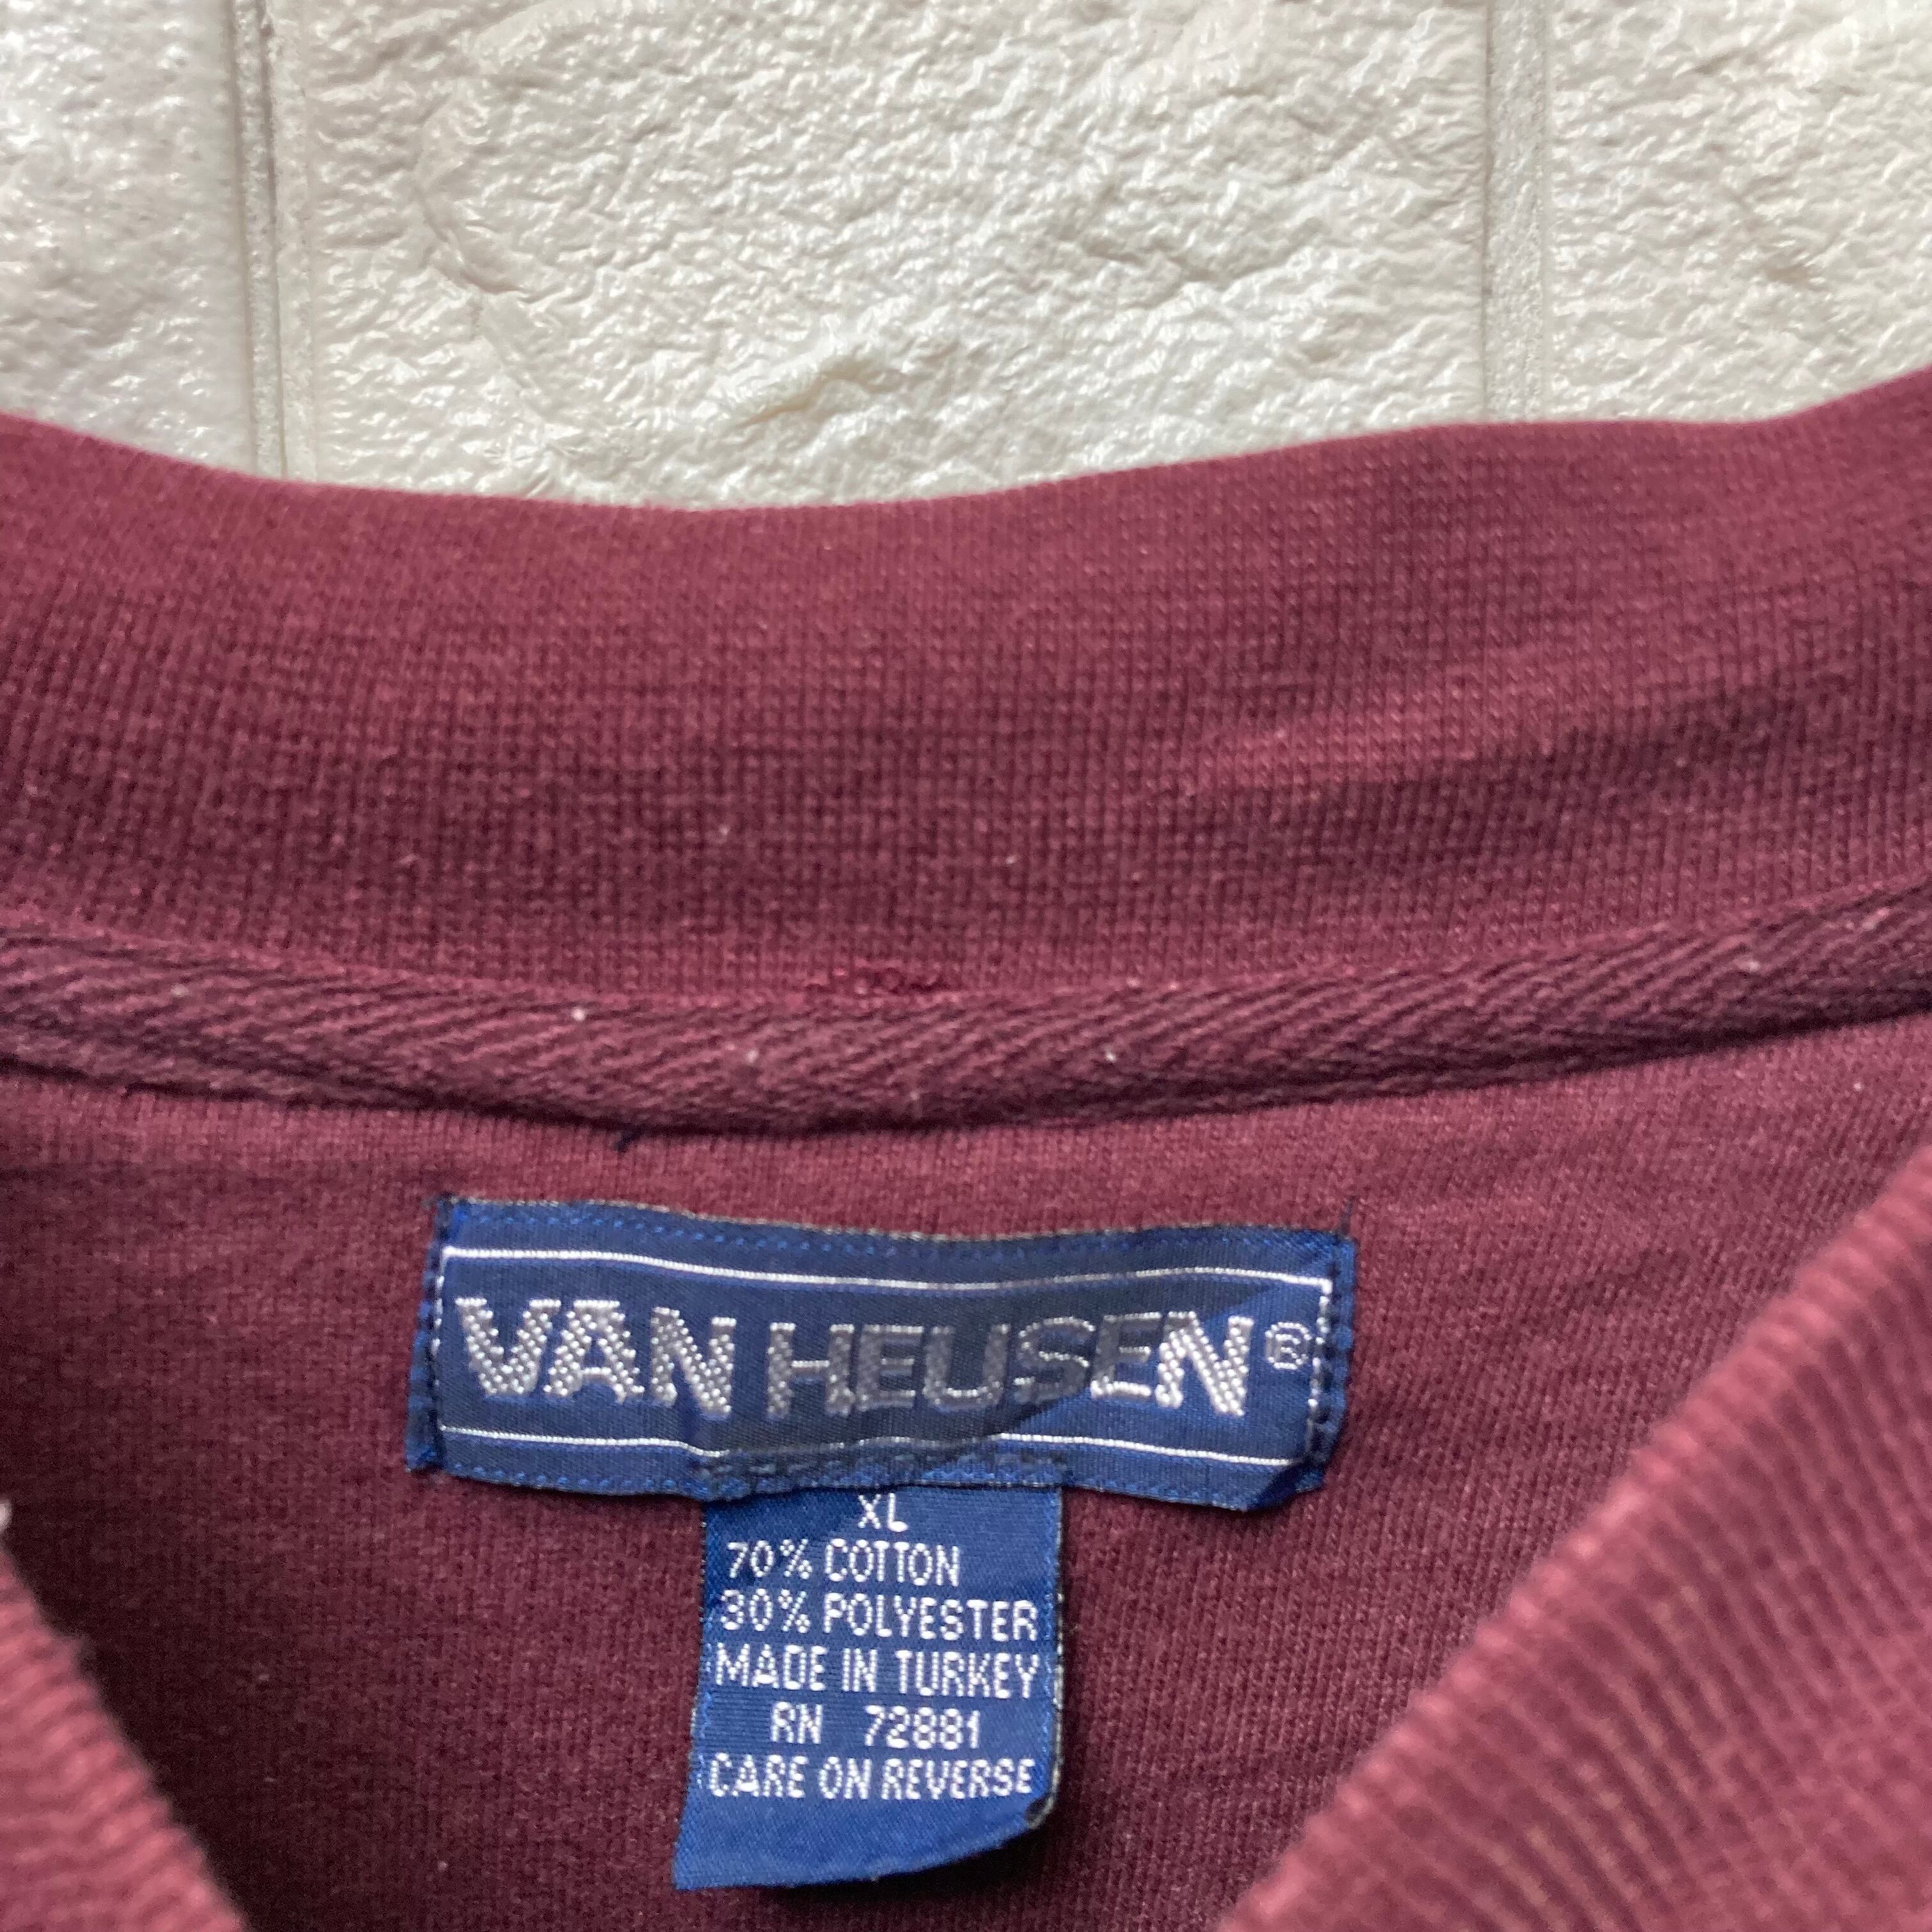 VAN HEUSEN®
XL
70% COTTON
30% POLYESTER
MADE IN TURKEY
RN 72881
CARE ON REVERSE